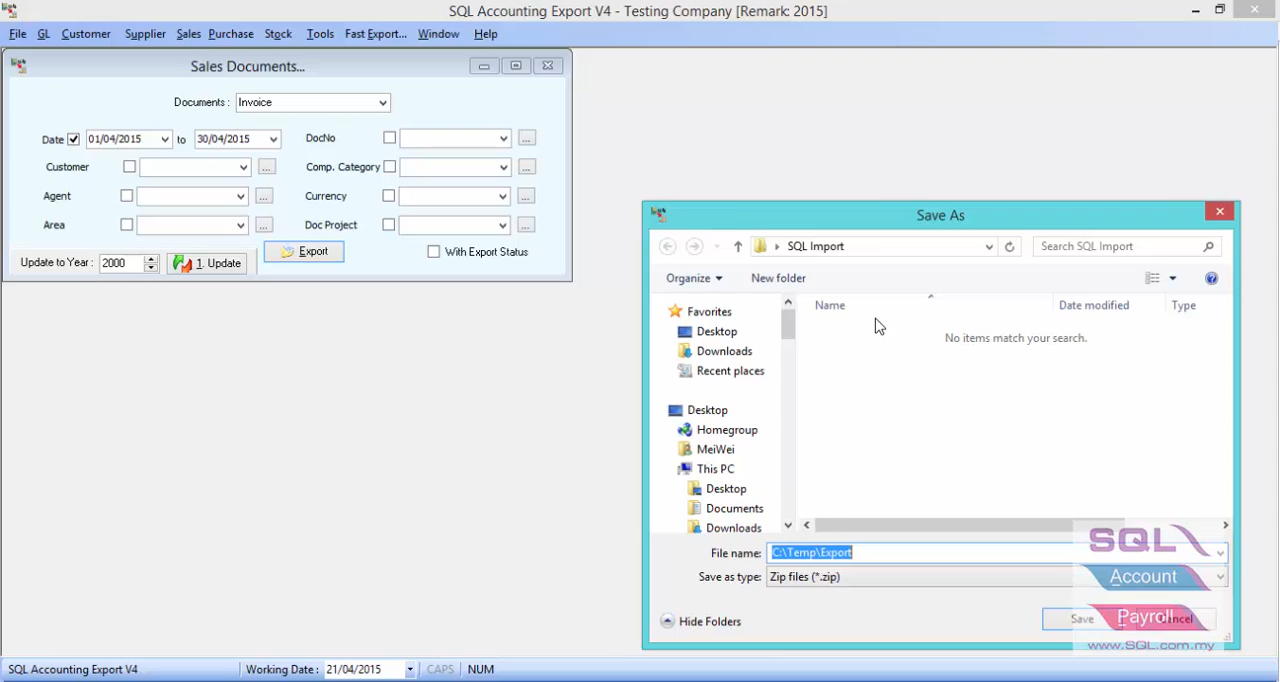 SQL Accounting Export V4 - Testing Company [Remark: 2015]
File GL Customer Supplier Sales Purchase Stock Tools Fast Export... Window Help
Sales Documents...
Documents : Invoice
Date 01/04/2015 to 30/04/2015 DocNo
Customer Comp. Category
Agent Currency
Area Doc Project
Update to Year : 2000 1. Update Export With Export Status
Save As
SQL Import Search SQL Import
Organize New folder
Name Date modified Type
No items match your search.
Favorites
Desktop
Downloads
Recent places
Desktop
Homegroup
MeiWei
This PC
Desktop
Documents
Downloads
File name: C:\Temp\Export
Save as type: Zip files (*.zip)
Hide Folders Save Cancel
SQL
Account
Payroll
www.SQL.com.my
SQL Accounting Export V4 Working Date : 21/04/2015 CAPS NUM